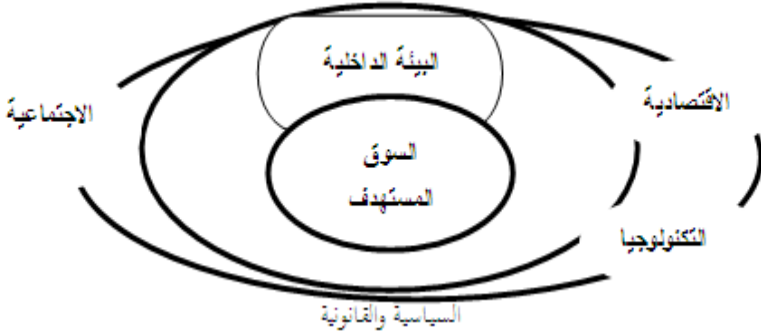 البيئة الداخلية
الاقتصادية
الاجتماعية
السوق
المستهدف
التكنولوجيا
السياسية والقانونية